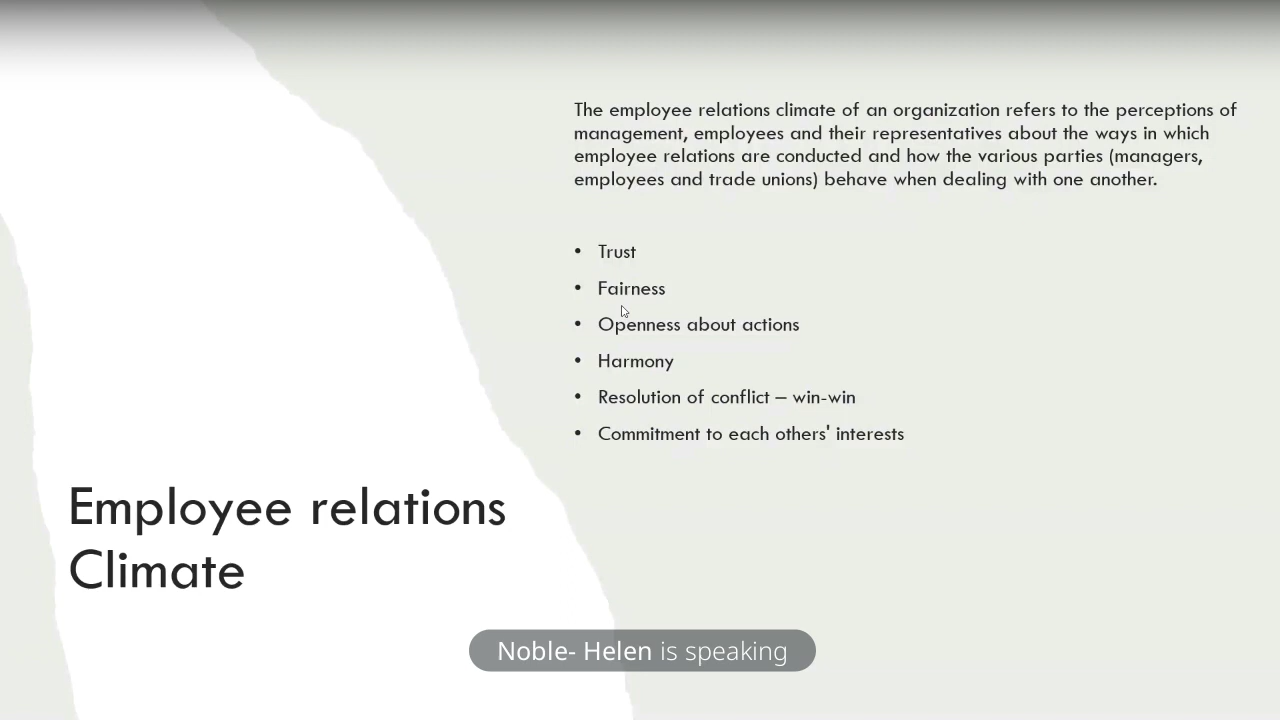 The employee relations climate of an organization refers to the perceptions of
management, employees and their representatives about the ways in which
employee relations are conducted and how the various parties (managers,
employees and trade unions) behave when dealing with one another.
• Trust
• Fairness
• Openness about actions
• Harmony
• Resolution of conflict – win-win
• Commitment to each others' interests
Employee relations
Climate
Noble- Helen is speaking